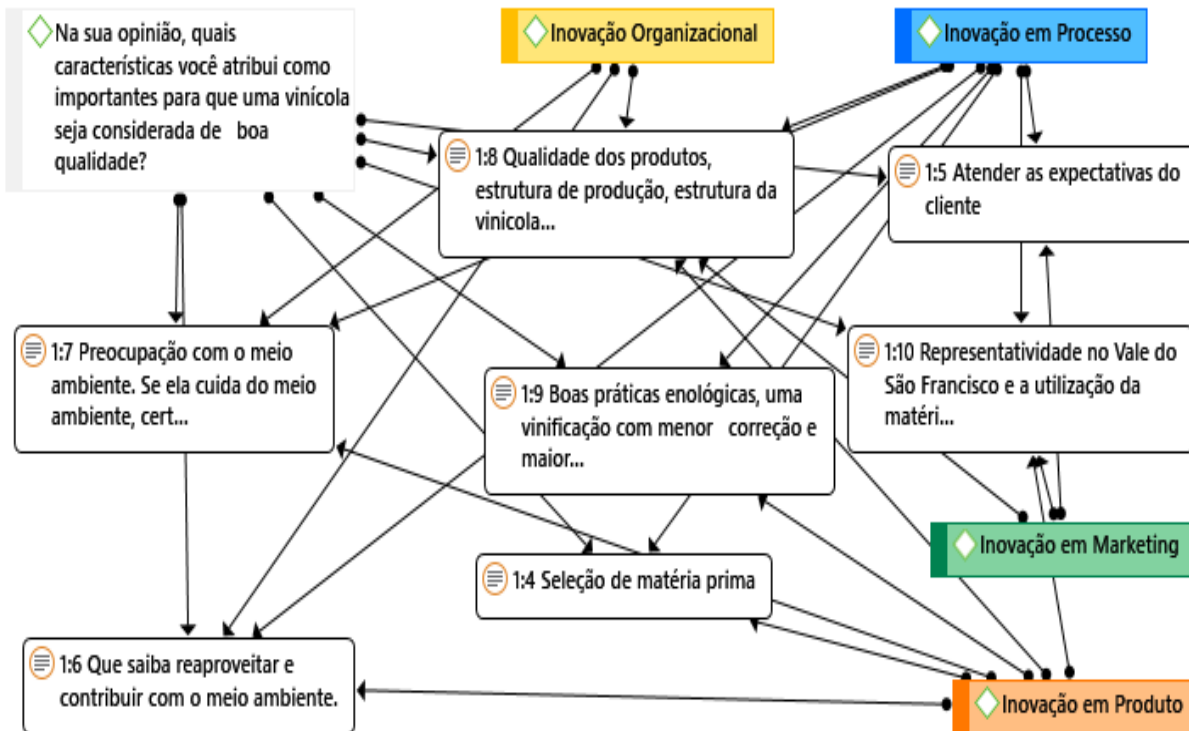 Na sua opinião, quais
características você atribui como
importantes para que uma vinícola
seja considerada de boa
qualidade?
Inovação Organizacional
Inovação em Processo
1:8 Qualidade dos produtos,
estrutura de produção, estrutura da
vinicola...
1:5 Atender as expectativas do
cliente
1:7 Preocupação com o meio
ambiente. Se ela cuida do meio
ambiente, cert...
1:9 Boas práticas enológicas, uma
vinificação com menor correção e
maior...
1:10 Representatividade no Vale do
São Francisco e a utilização da
matéri...
Inovação em Marketing
1:4 Seleção de matéria prima
1:6 Que saiba reaproveitar e
contribuir com o meio ambiente.
Inovação em Produto